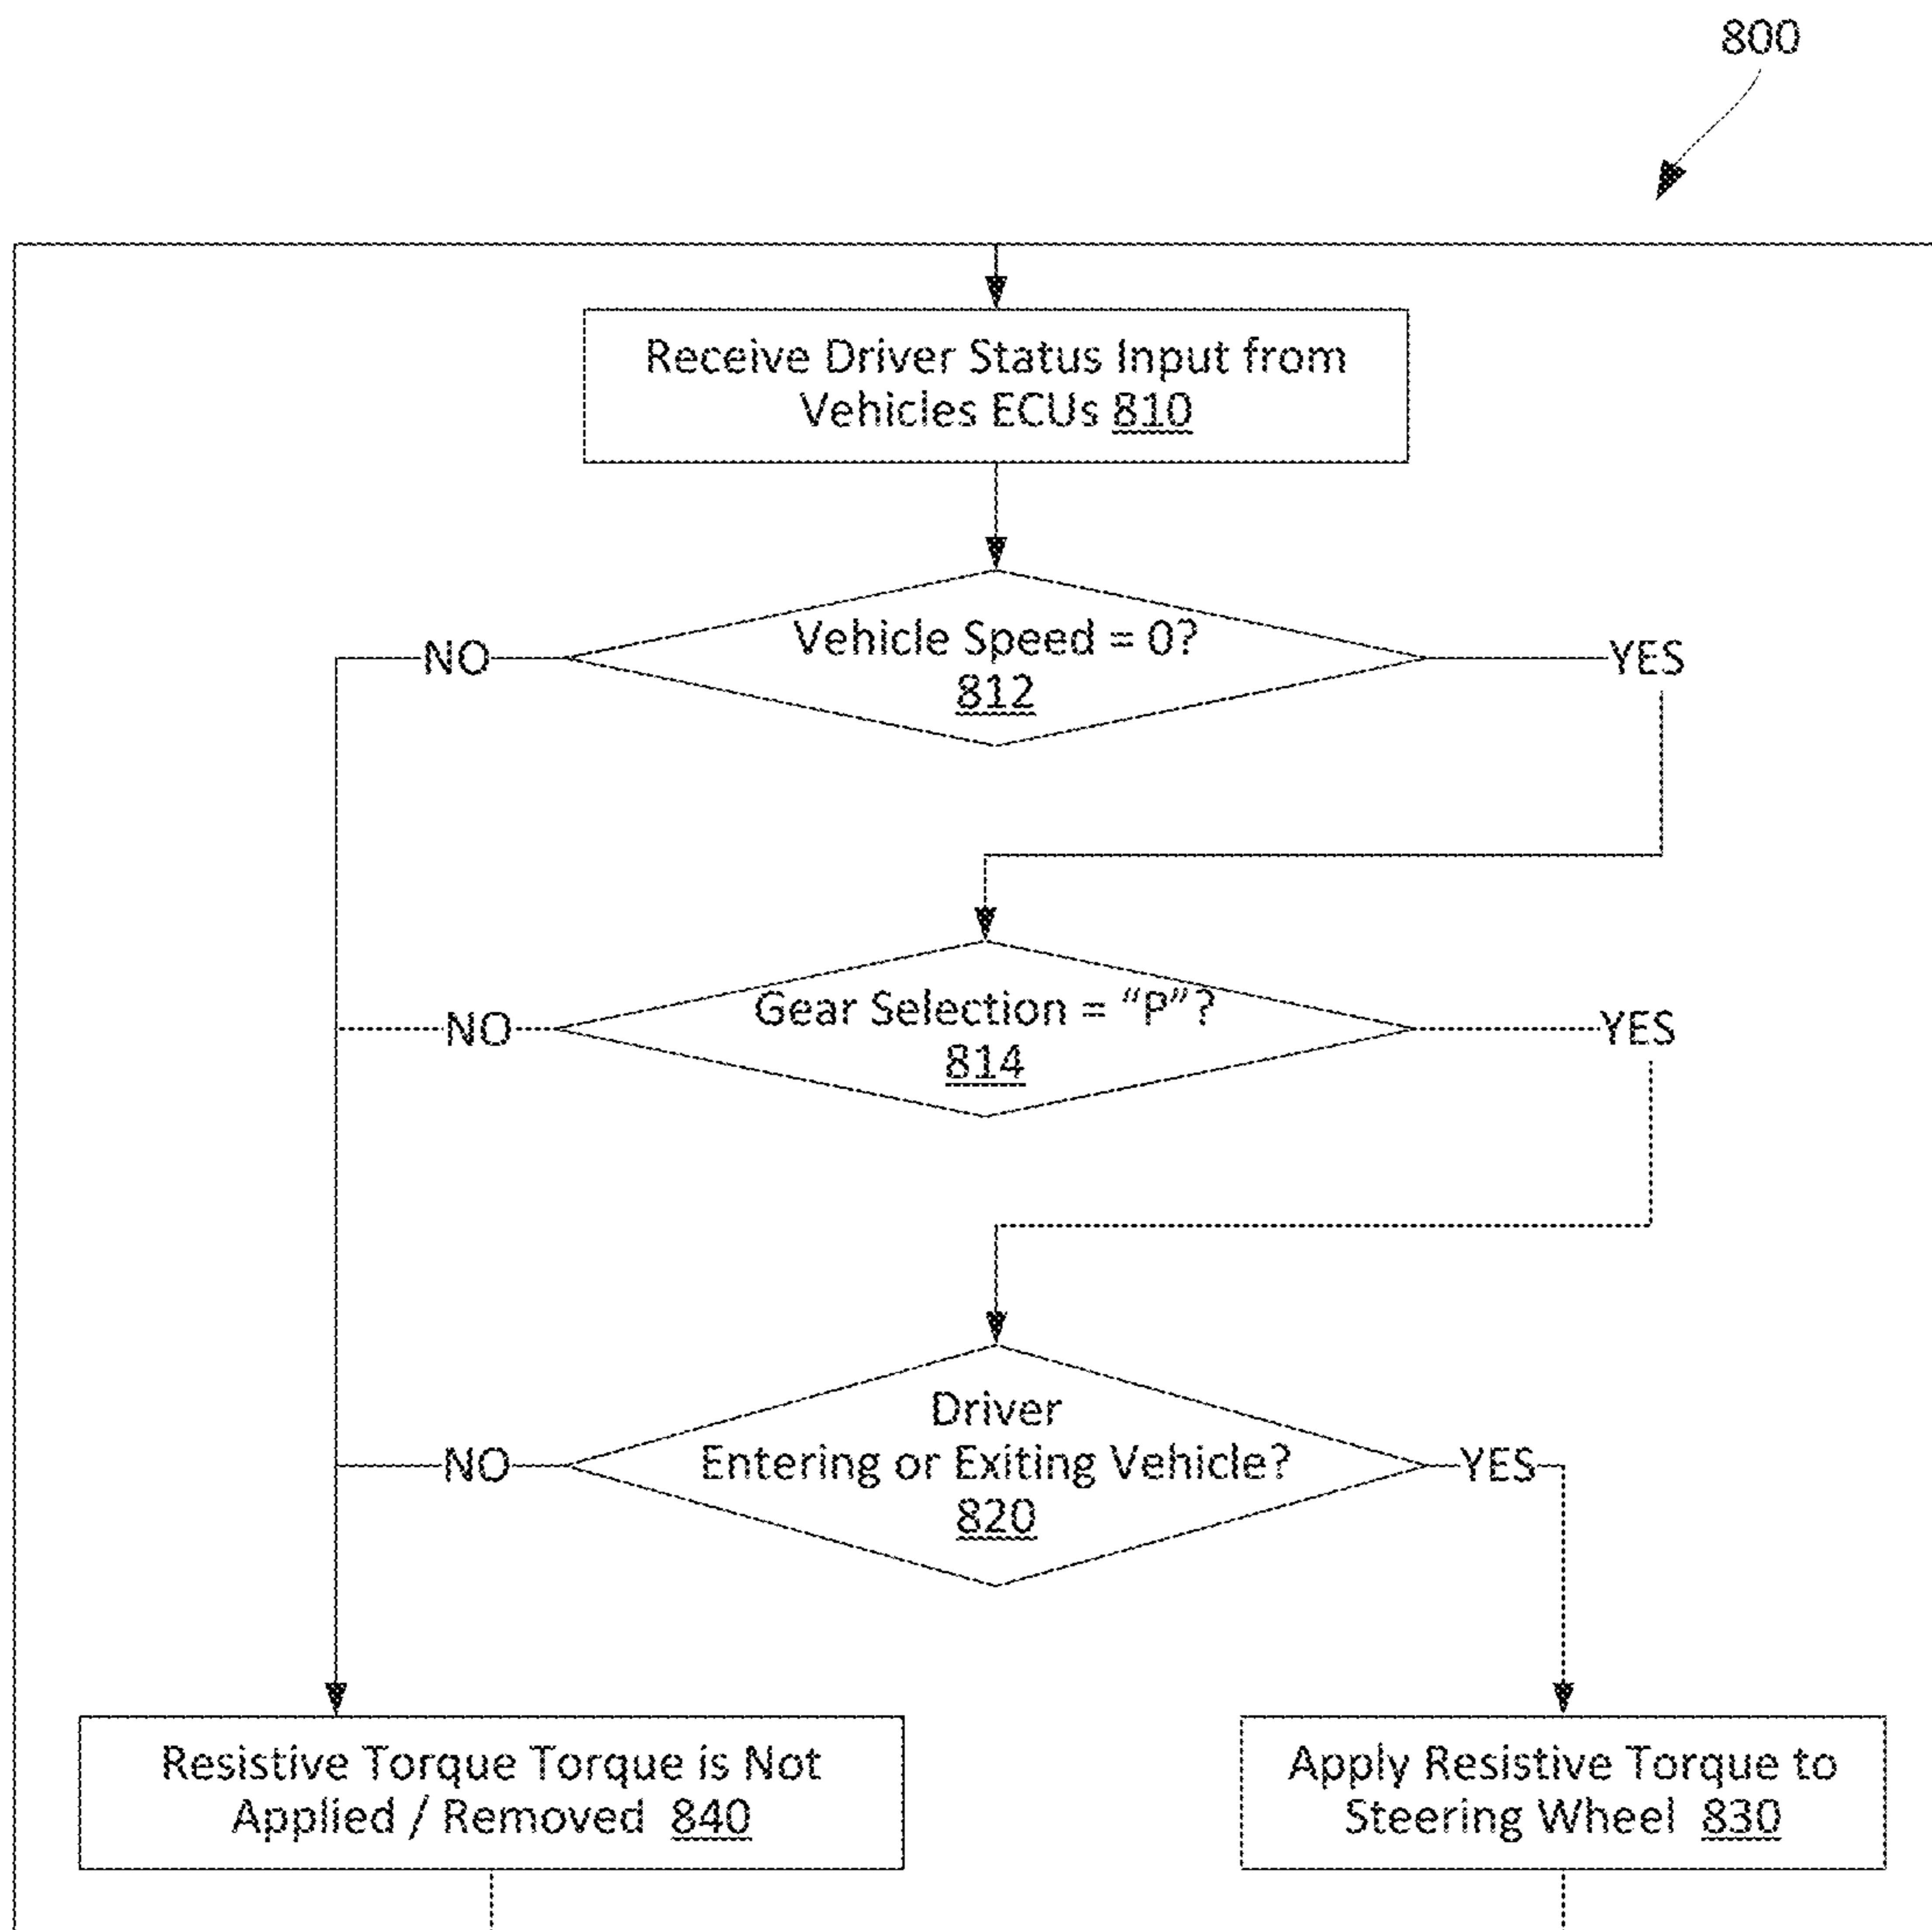 800
Receive Driver Status Input from
Vehicles ECUs 810
Vehicle Speed = 0?
812
NO
YES
Gear Selection = “P”?
814
NO
YES
Driver
Entering or Exiting Vehicle?
820
NO
YES
Resistive Torque Torque is Not
Applied / Removed 840
Apply Resistive Torque to
Steering Wheel 830